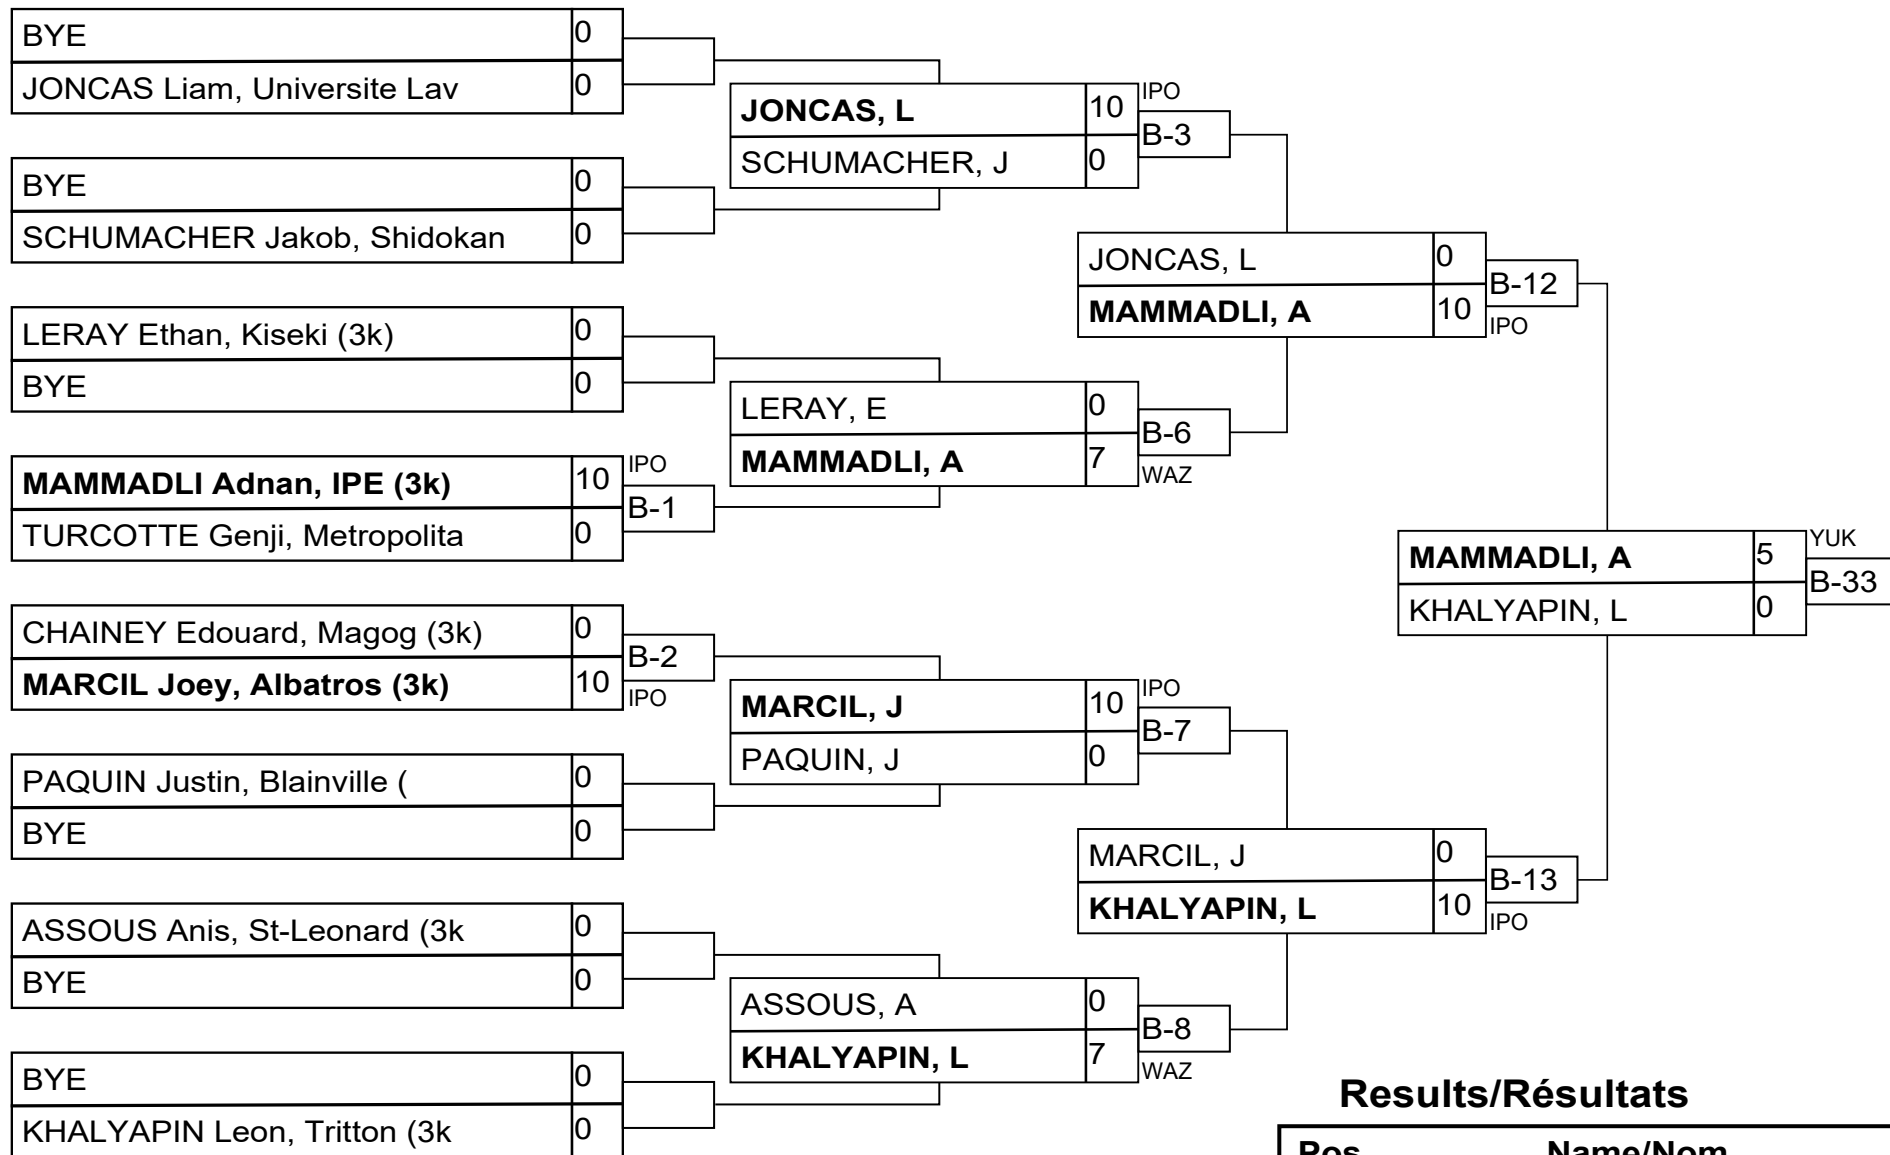 BYE 0
JONCAS Liam, Universite Lav 0
BYE 0
SCHUMACHER Jakob, Shidokan 0
LERAY Ethan, Kiseki (3k) 0
BYE 0
MAMMADLI Adnan, IPE (3k) 10 IPO
B-1
TURCOTTE Genji, Metropolita 0
CHAINEY Edouard, Magog (3k) 0
B-2
MARCIL Joey, Albatros (3k) 10 IPO
PAQUIN Justin, Blainville ( 0
BYE 0
ASSOUS Anis, St-Leonard (3k 0
BYE 0
BYE 0
KHALYAPIN Leon, Tritton (3k 0
JONCAS, L 10 IPO
B-3
SCHUMACHER, J 0
LERAY, E 0
B-6
MAMMADLI, A 7 WAZ
MARCIL, J 10 IPO
B-7
PAQUIN, J 0
ASSOUS, A 0
B-8
KHALYAPIN, L 7 WAZ
JONCAS, L 0
B-12
MAMMADLI, A 10 IPO
MARCIL, J 0
B-13
KHALYAPIN, L 10 IPO
MAMMADLI, A 5 YUK
B-33
KHALYAPIN, L 0
Results/Résultats
Pos Name/Nom